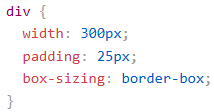 div {
  width: 300px;
  padding: 25px;
  box-sizing: border-box;
}